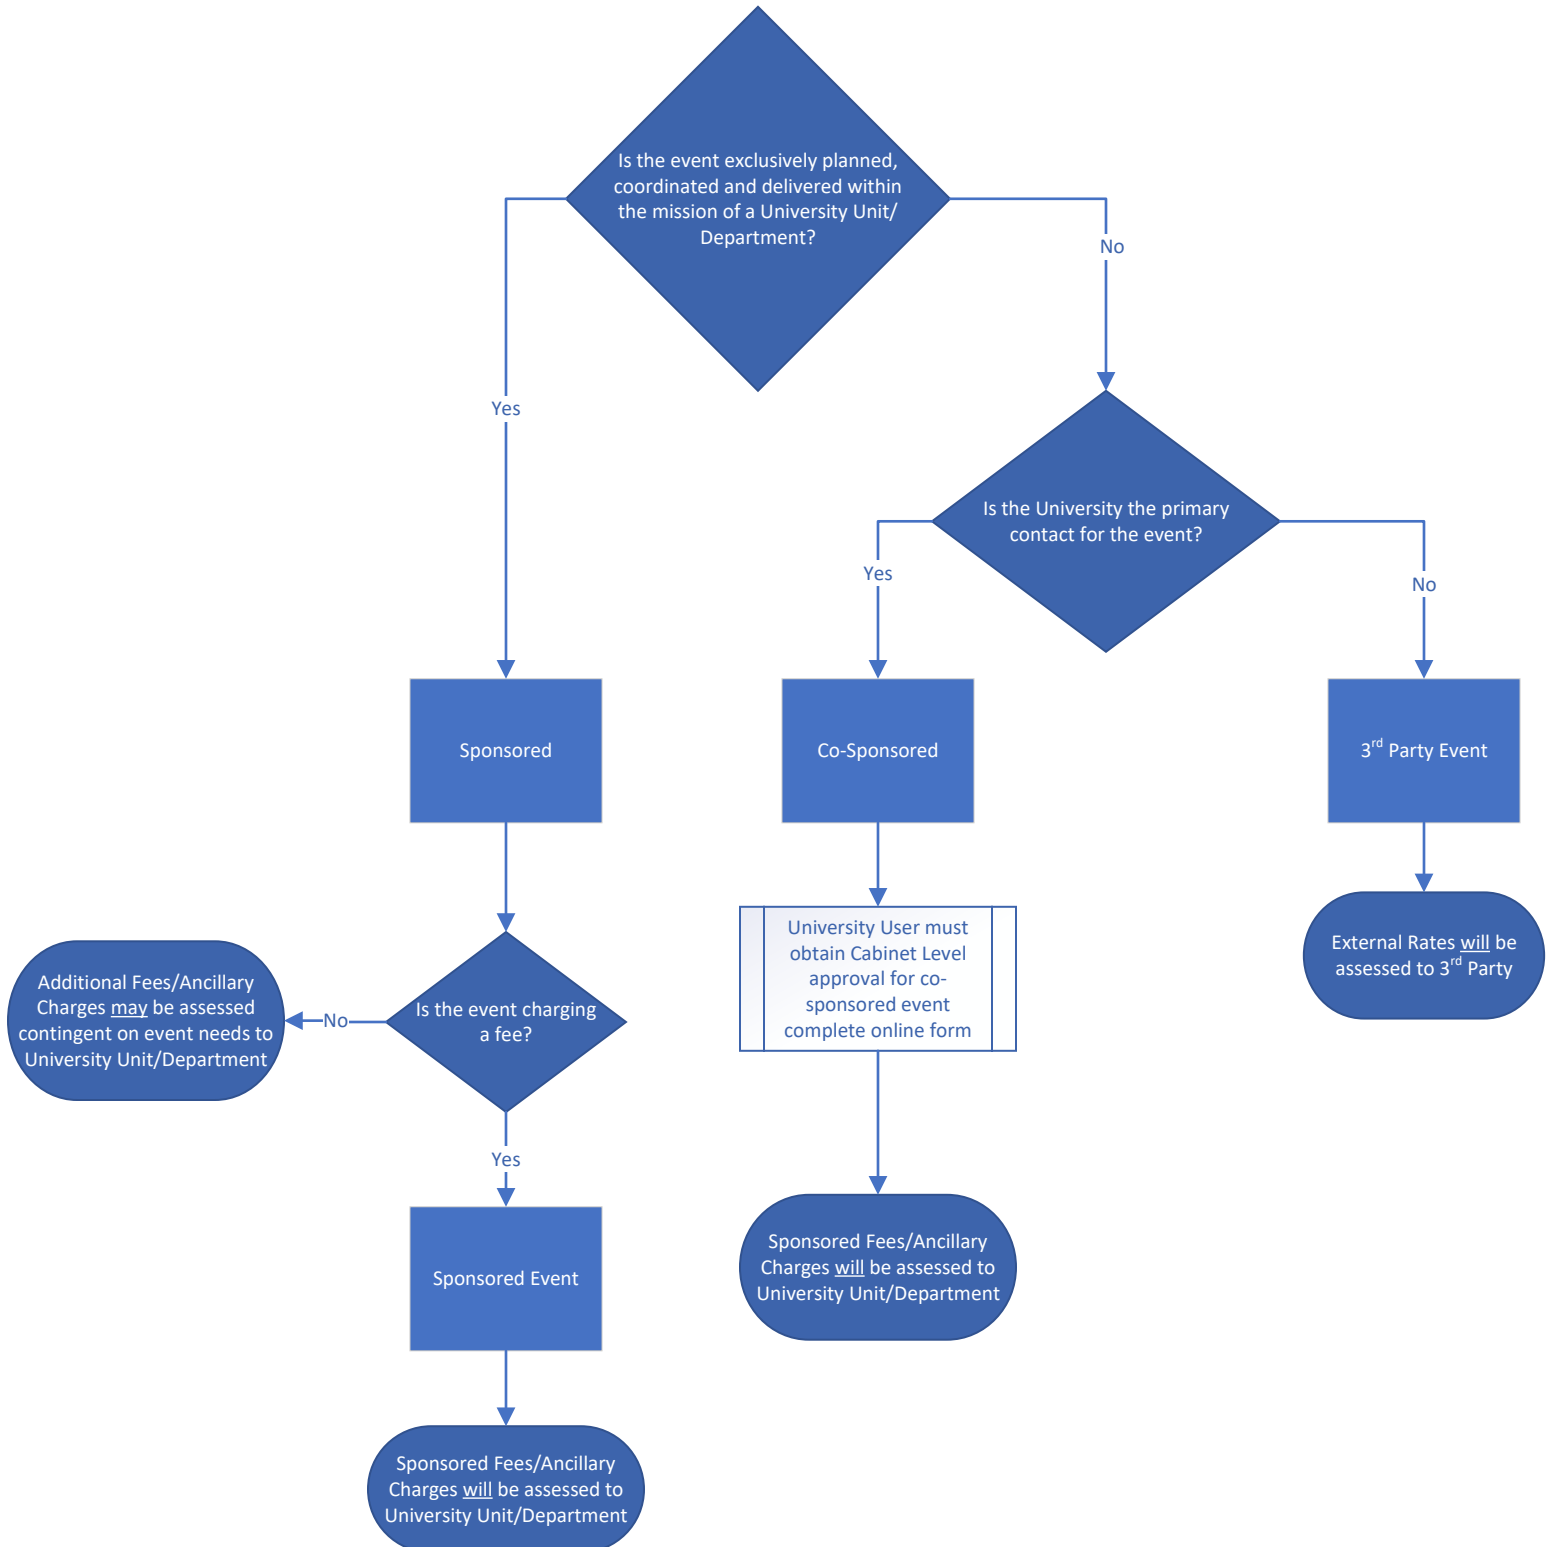 Is the event exclusively planned,
coordinated and delivered within
the mission of a University Unit/
Department?
No
Yes
Is the University the primary
contact for the event?
Yes
No
Sponsored
Co-Sponsored
3rd Party Event
University User must
obtain Cabinet Level
approval for co-
sponsored event
complete online form
External Rates will be
assessed to 3rd Party
Additional Fees/Ancillary
Charges may be assessed
contingent on event needs to
University Unit/Department
No
Is the event charging
a fee?
Yes
Sponsored Event
Sponsored Fees/Ancillary
Charges will be assessed to
University Unit/Department
Sponsored Fees/Ancillary
Charges will be assessed to
University Unit/Department